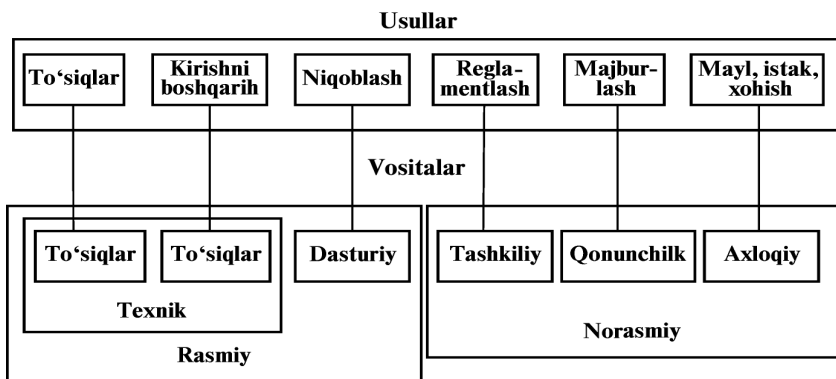 Usullar
To‘siqlar
Kirishni
boshqarih
Niqoblash
Regla-
mentlash
Majbur-
lash
Mayl, istak,
xohish
Vositalar
To‘siqlar
To‘siqlar
Dasturiy
Tashkiliy
Qonunchilk
Axloqiy
Texnik
Rasmiy
Norasmiy